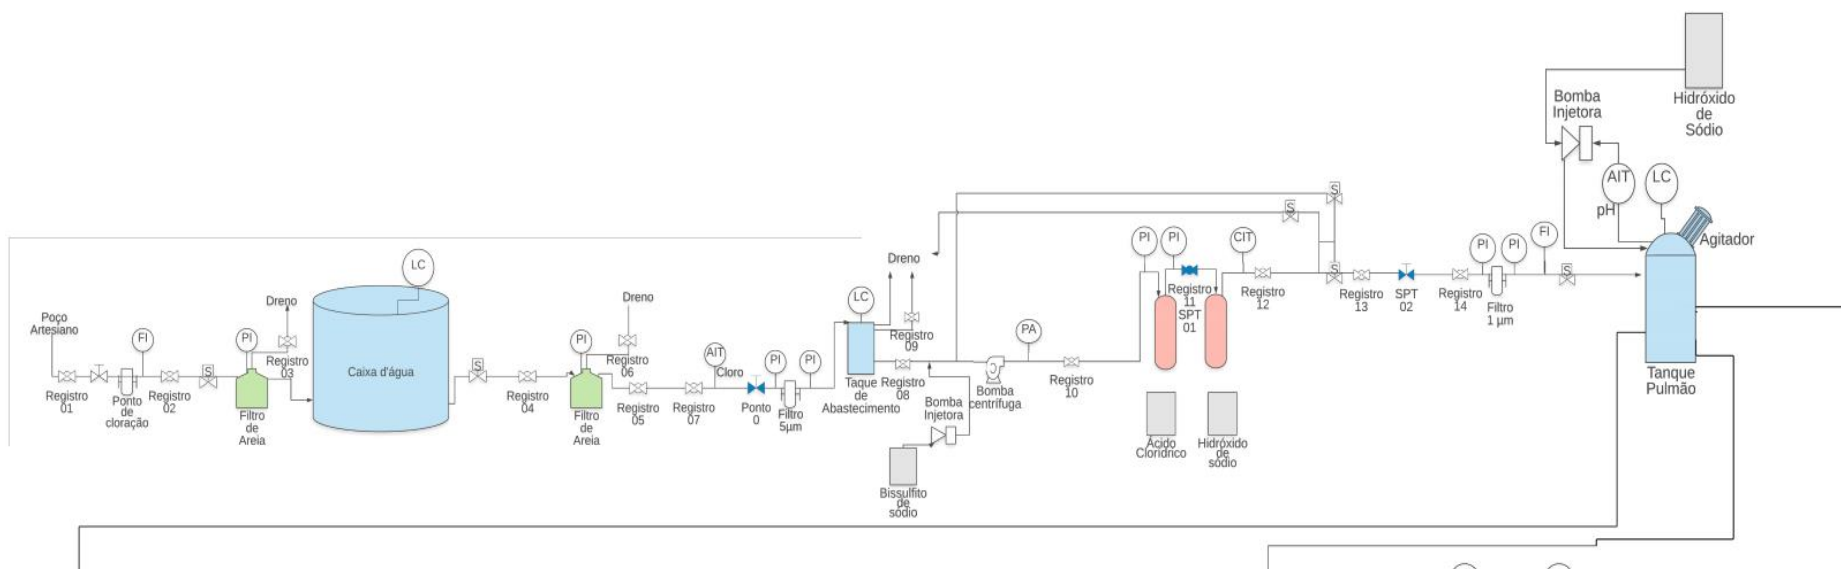 Poço
Artesiano
Registro
01
Ponto
de
cloração
FI
Registro
02
S
PI
Filtro
de
Areia
Dreno
Registro
03
LC
Caixa d'água
S
Registro
04
PI
Filtro
de
Areia
Dreno
Registro
06
Registro
05
Registro
07
AIT
Cloro
Ponto
0
PI
PI
Filtro
5µm
LC
Taque
de
Abastecimento
Dreno
Registro
09
Registro
08
Bomba
Injetora
Bissulfito
de
sódio
Bomba
centrífuga
PA
Registro
10
PI
PI
Registro
11
SPT
01
Ácido
Clorídrico
Hidróxido
de
sódio
CIT
Registro
12
S
S
S
Registro
13
SPT
02
Registro
14
PI
PI
Filtro
1 µm
FI
S
Bomba
Injetora
Hidróxido
de
Sódio
AIT
pH
LC
Agitador
Tanque
Pulmão